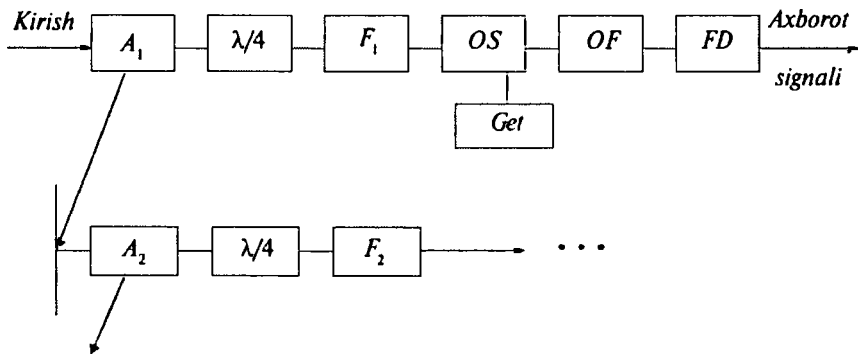 Kirish A₁ λ/4 F₁ OS OF FD Axborot
signali
Get
A₂ λ/4 F₂ • • •